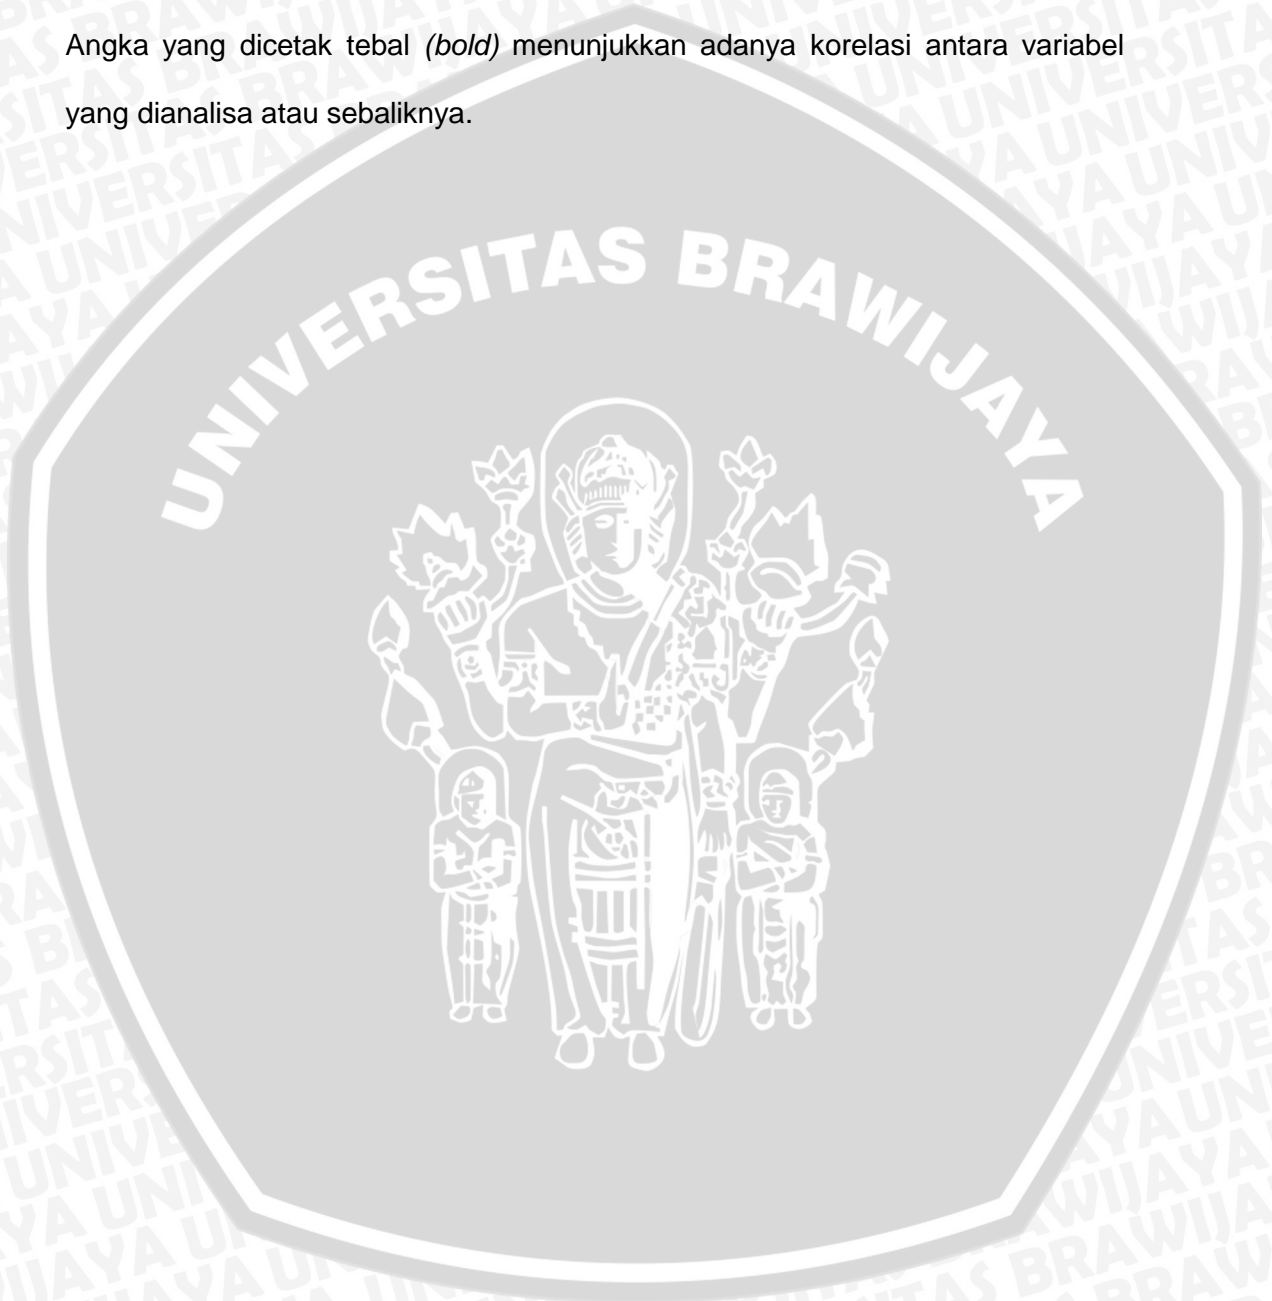 Angka yang dicetak tebal (bold) menunjukkan adanya korelasi antara variabel
yang dianalisa atau sebaliknya.
UNIVERSITAS BRAWIJAYA